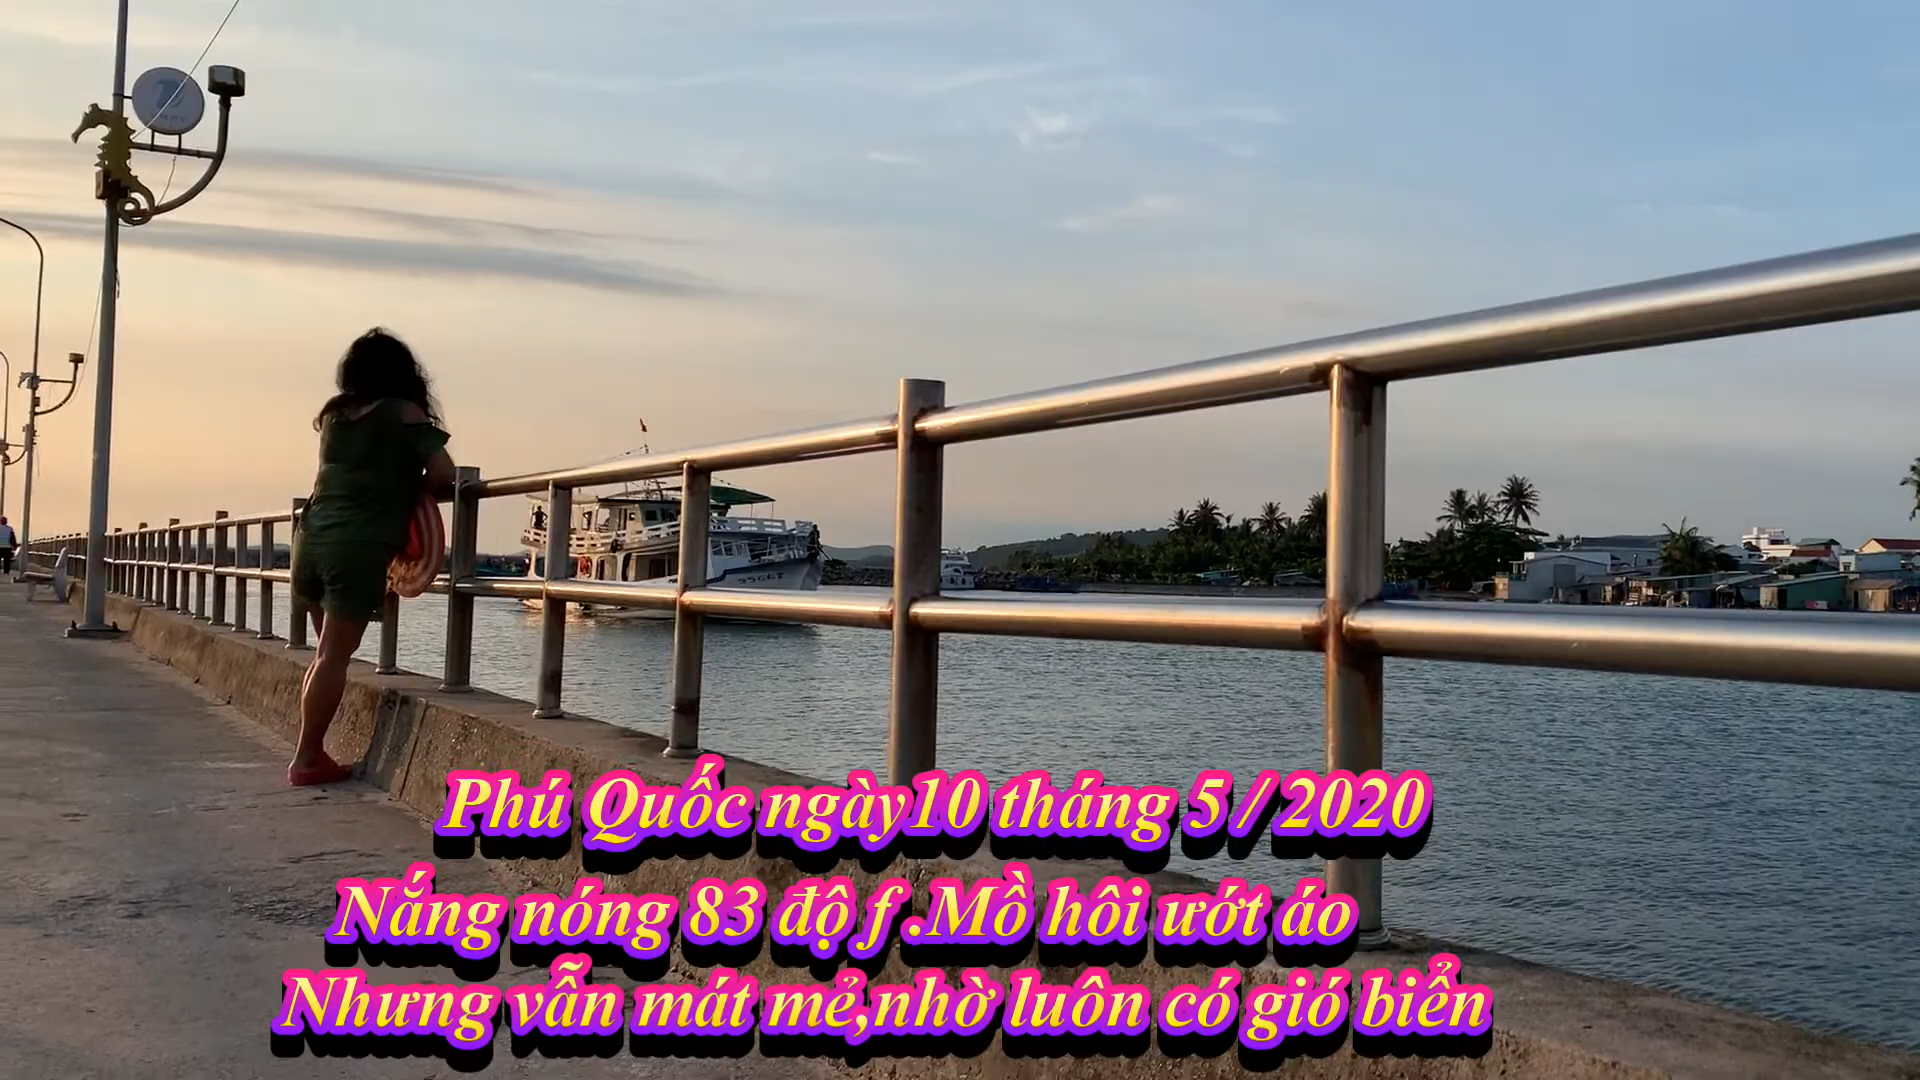 Phú Quốc ngày10 tháng 5 / 2020
Nắng nóng 83 độ f .Mồ hôi ướt áo
Nhưng vẫn mát mẻ,nhờ luôn có gió biển